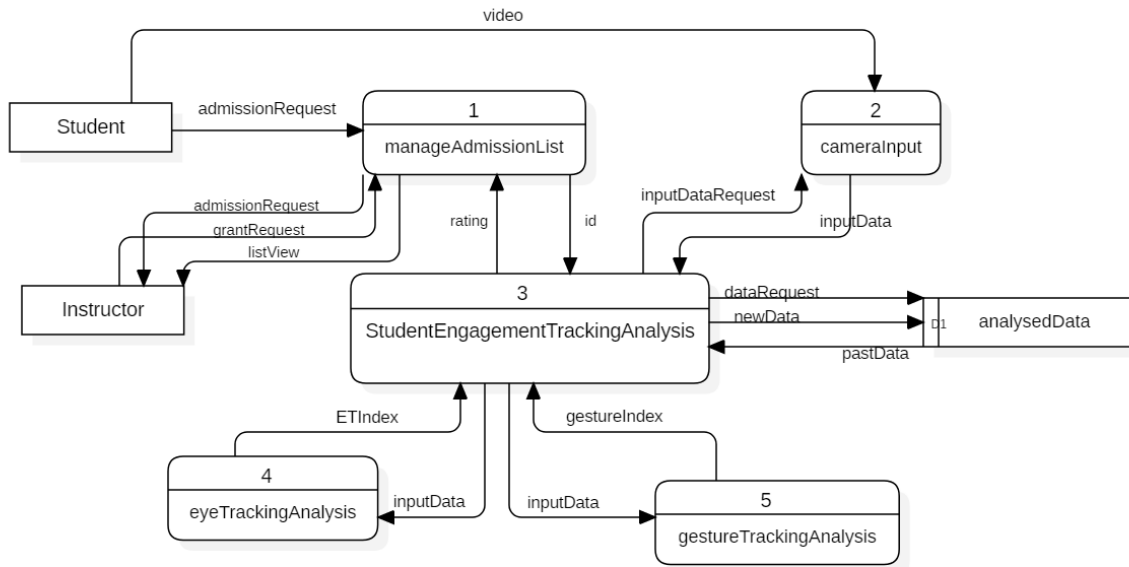 video
Student
admissionRequest
1
manageAdmissionList
2
cameraInput
admissionRequest
grantRequest
listView
rating
id
inputDataRequest
inputData
Instructor
3
StudentEngagementTrackingAnalysis
dataRequest
newData
pastData
D1
analysedData
ETIndex
gestureIndex
4
eyeTrackingAnalysis
inputData
inputData
5
gestureTrackingAnalysis